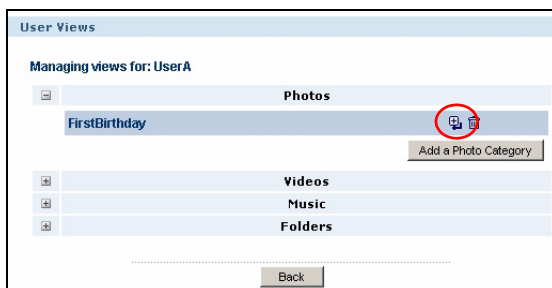 User Views
Managing views for: UserA
Photos
FirstBirthday
Add a Photo Category
Videos
Music
Folders
Back